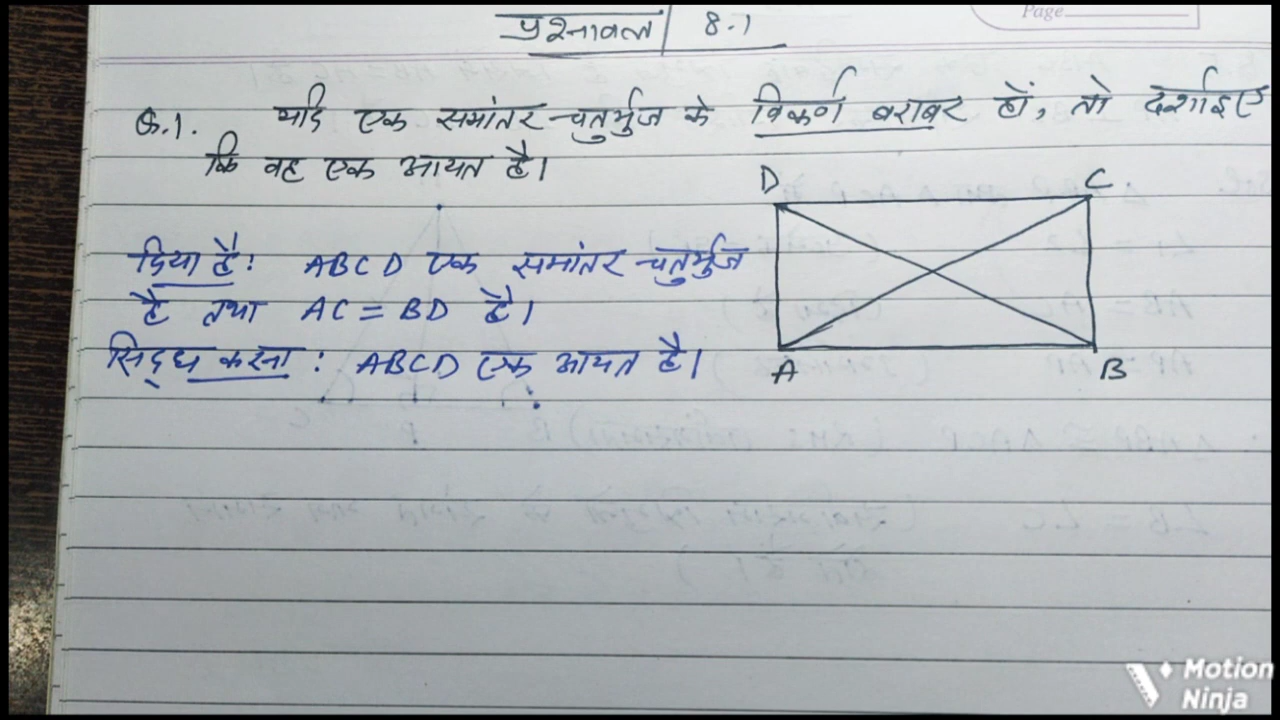 Page
प्रश्नावली 8.1
Q.1. यदि एक समांतर चतुर्भुज के विकर्ण बराबर हों, तो दर्शाइए
कि वह एक आयत है।
D C
दिया है: ABCD एक समांतर चतुर्भुज
है तथा AC = BD है।
सिद्ध करना : ABCD एक आयत है।
A B
Motion
Ninja